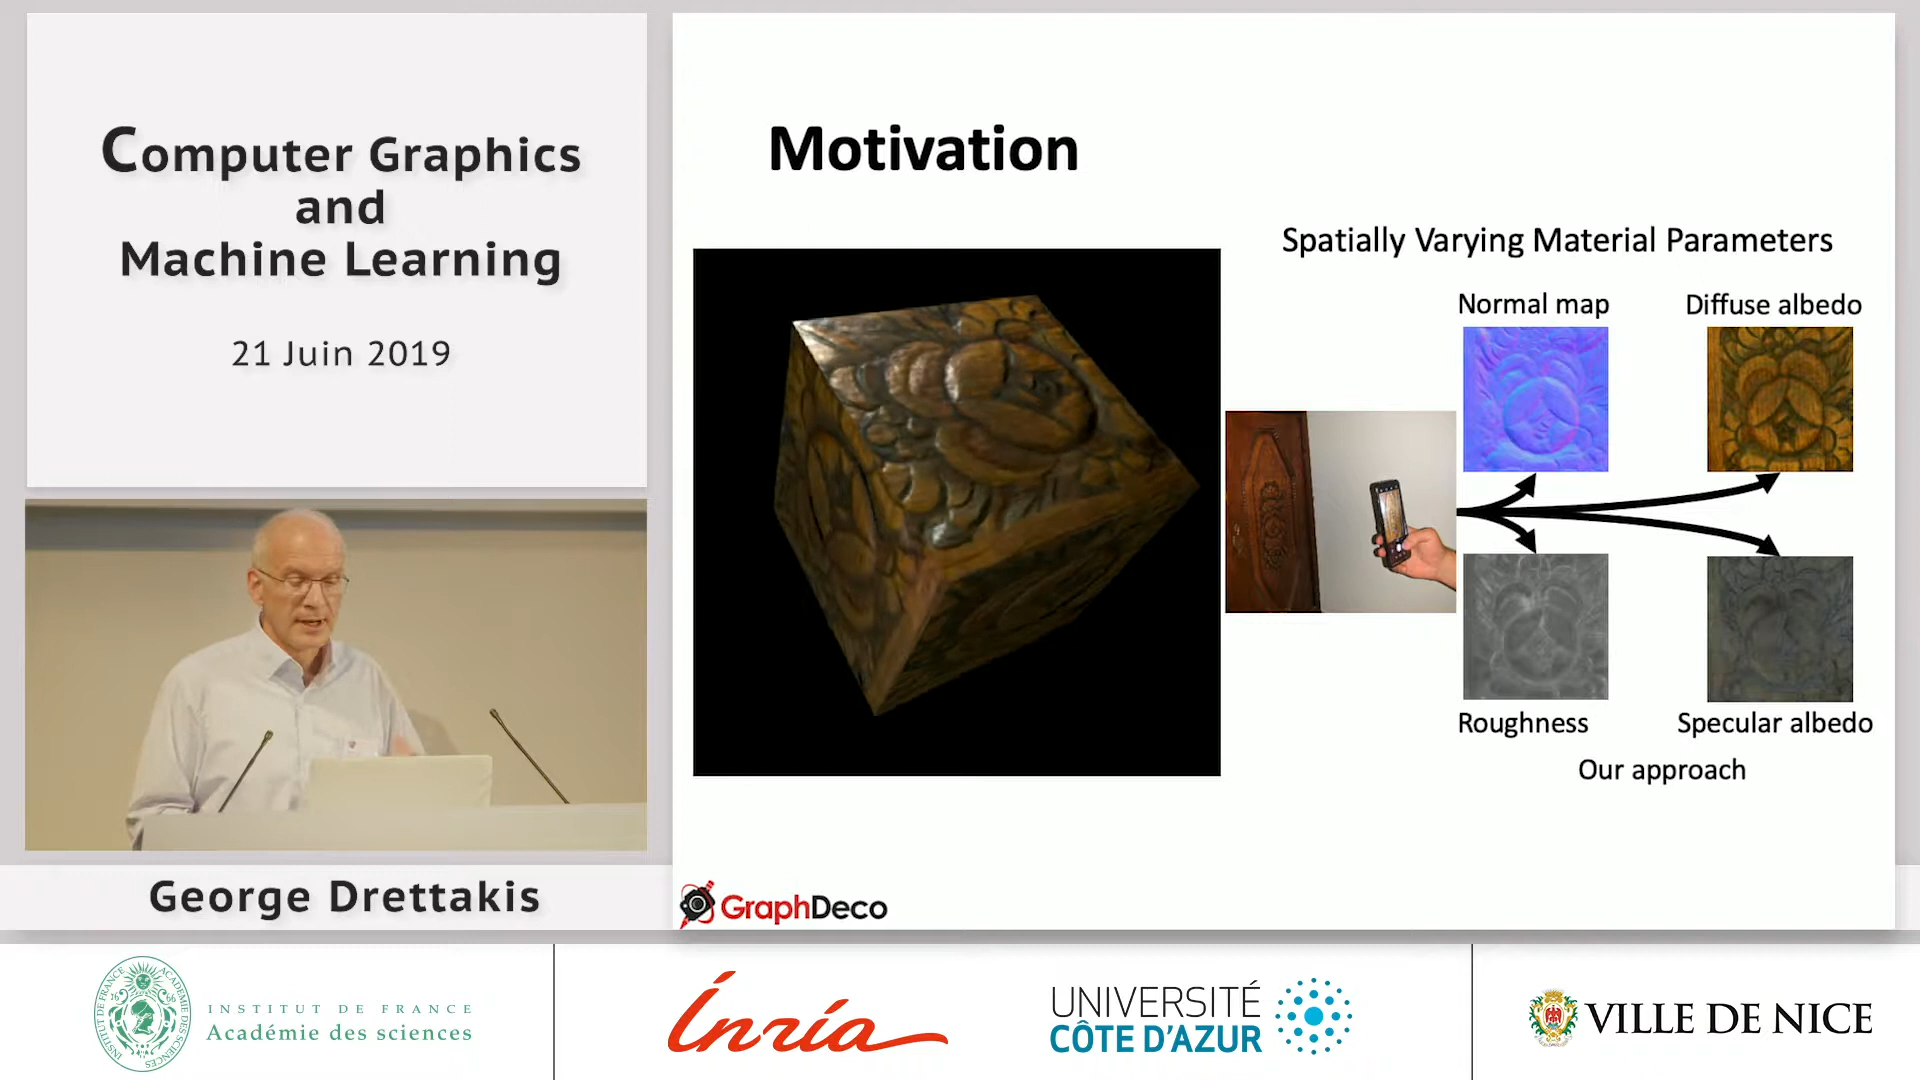 Computer Graphics
and
Machine Learning
21 Juin 2019
George Drettakis
Motivation
Spatially Varying Material Parameters
Normal map
Diffuse albedo
Roughness
Specular albedo
Our approach
GraphDeco
INSTITUT DE FRANCE
Académie des sciences
Inria
UNIVERSITÉ
CÔTE D'AZUR
VILLE DE NICE